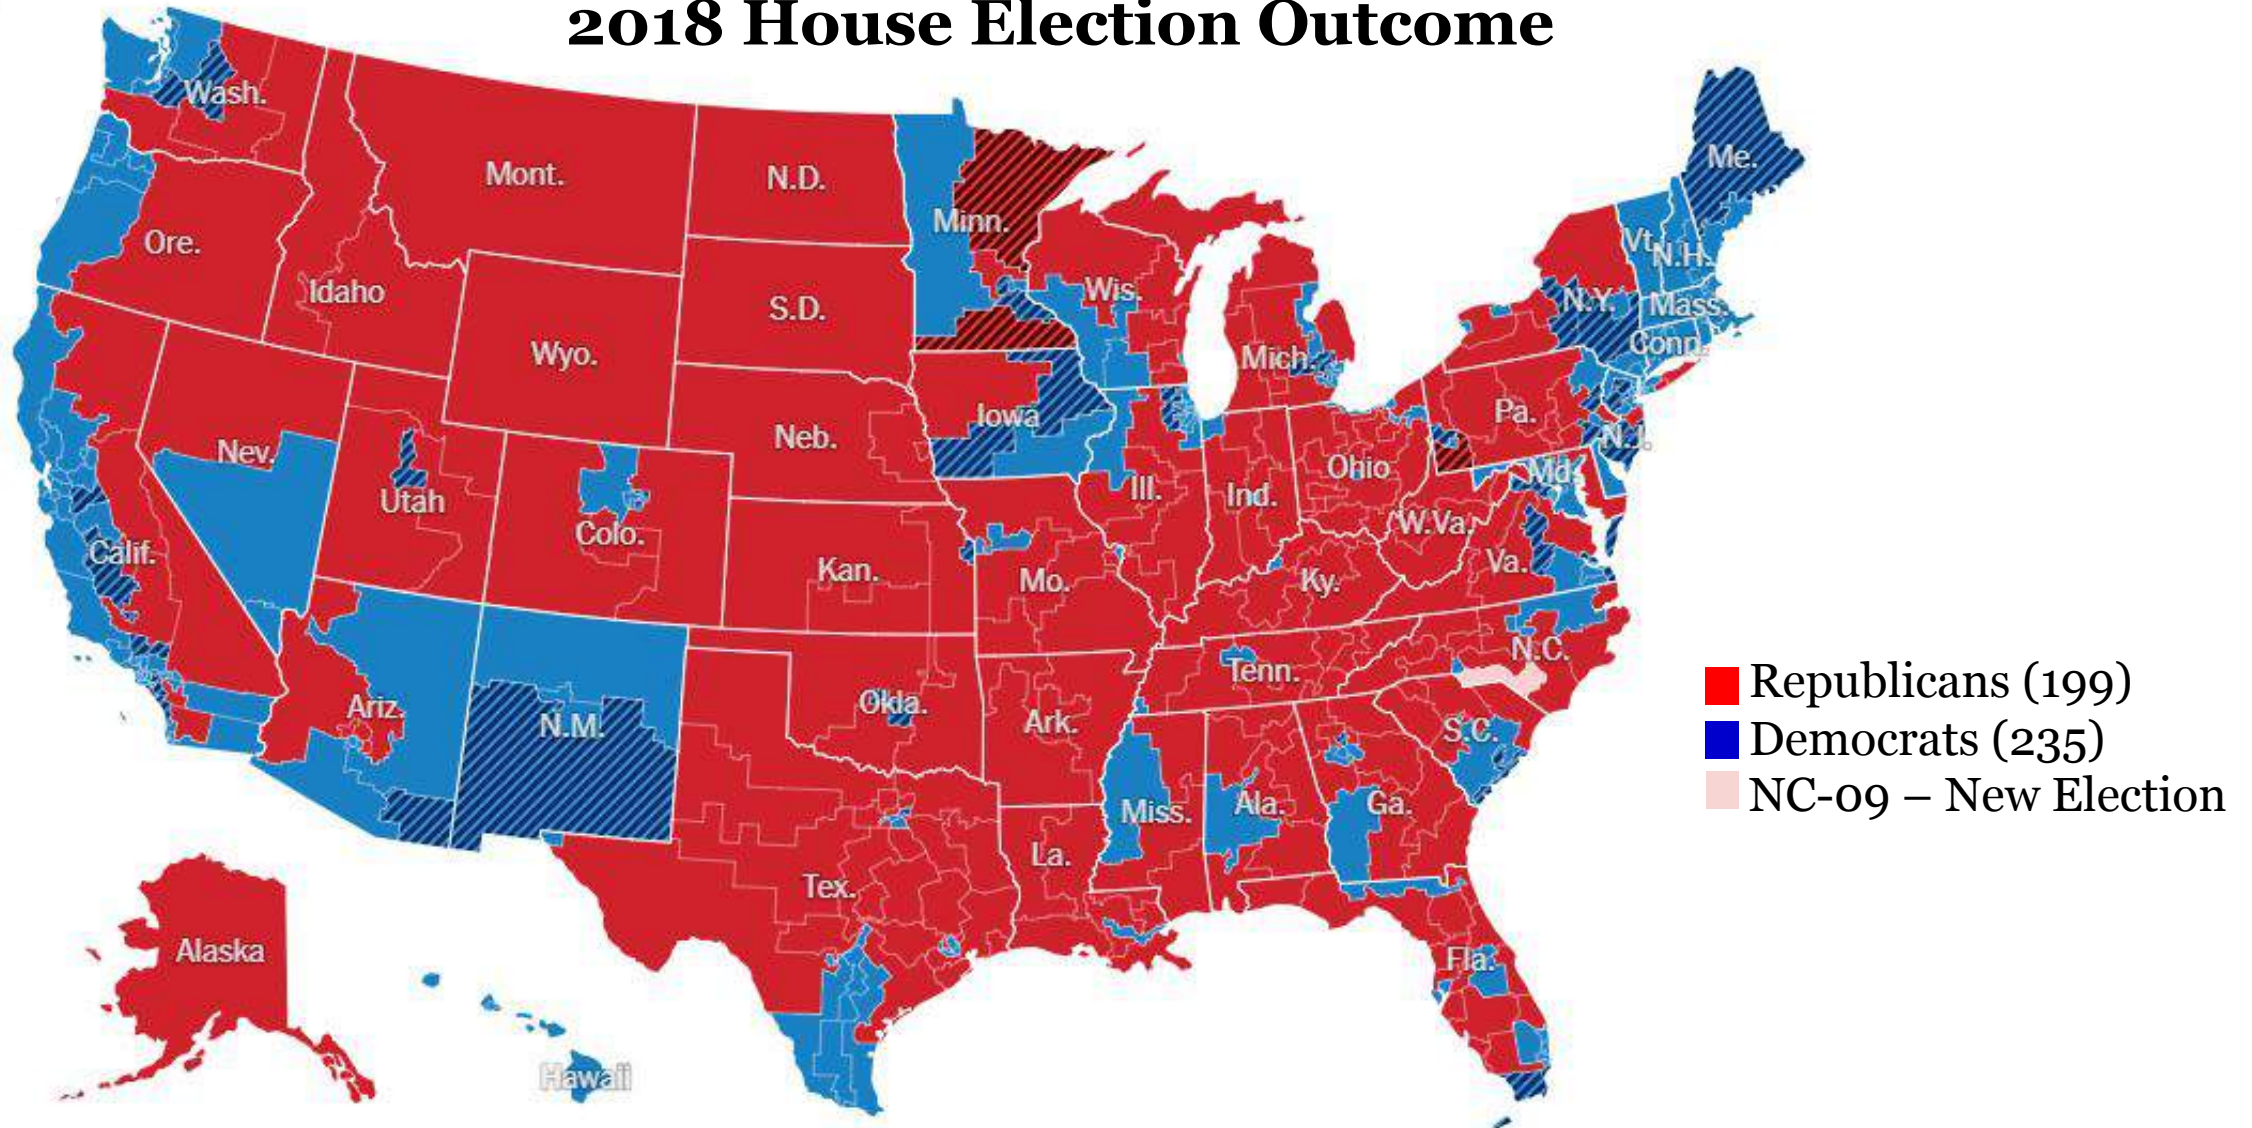 2018 House Election Outcome
Wash.
Mont.
N.D.
Minn.
Me.
Ore.
Idaho
S.D.
Wis.
Vt.
N.H.
N.Y.
Mass.
Wyo.
Mich.
Conn.
Iowa
Pa.
Nev.
Neb.
N.J.
Utah
Colo.
Ill.
Ind.
Ohio
Md.
Calif.
Kan.
Mo.
Ky.
W.Va.
Va.
Ariz.
N.M.
Okla.
Ark.
Tenn.
N.C.
S.C.
Miss.
Ala.
Ga.
Tex.
La.
Fla.
Alaska
Hawaii
Republicans (199)
Democrats (235)
NC-09 – New Election